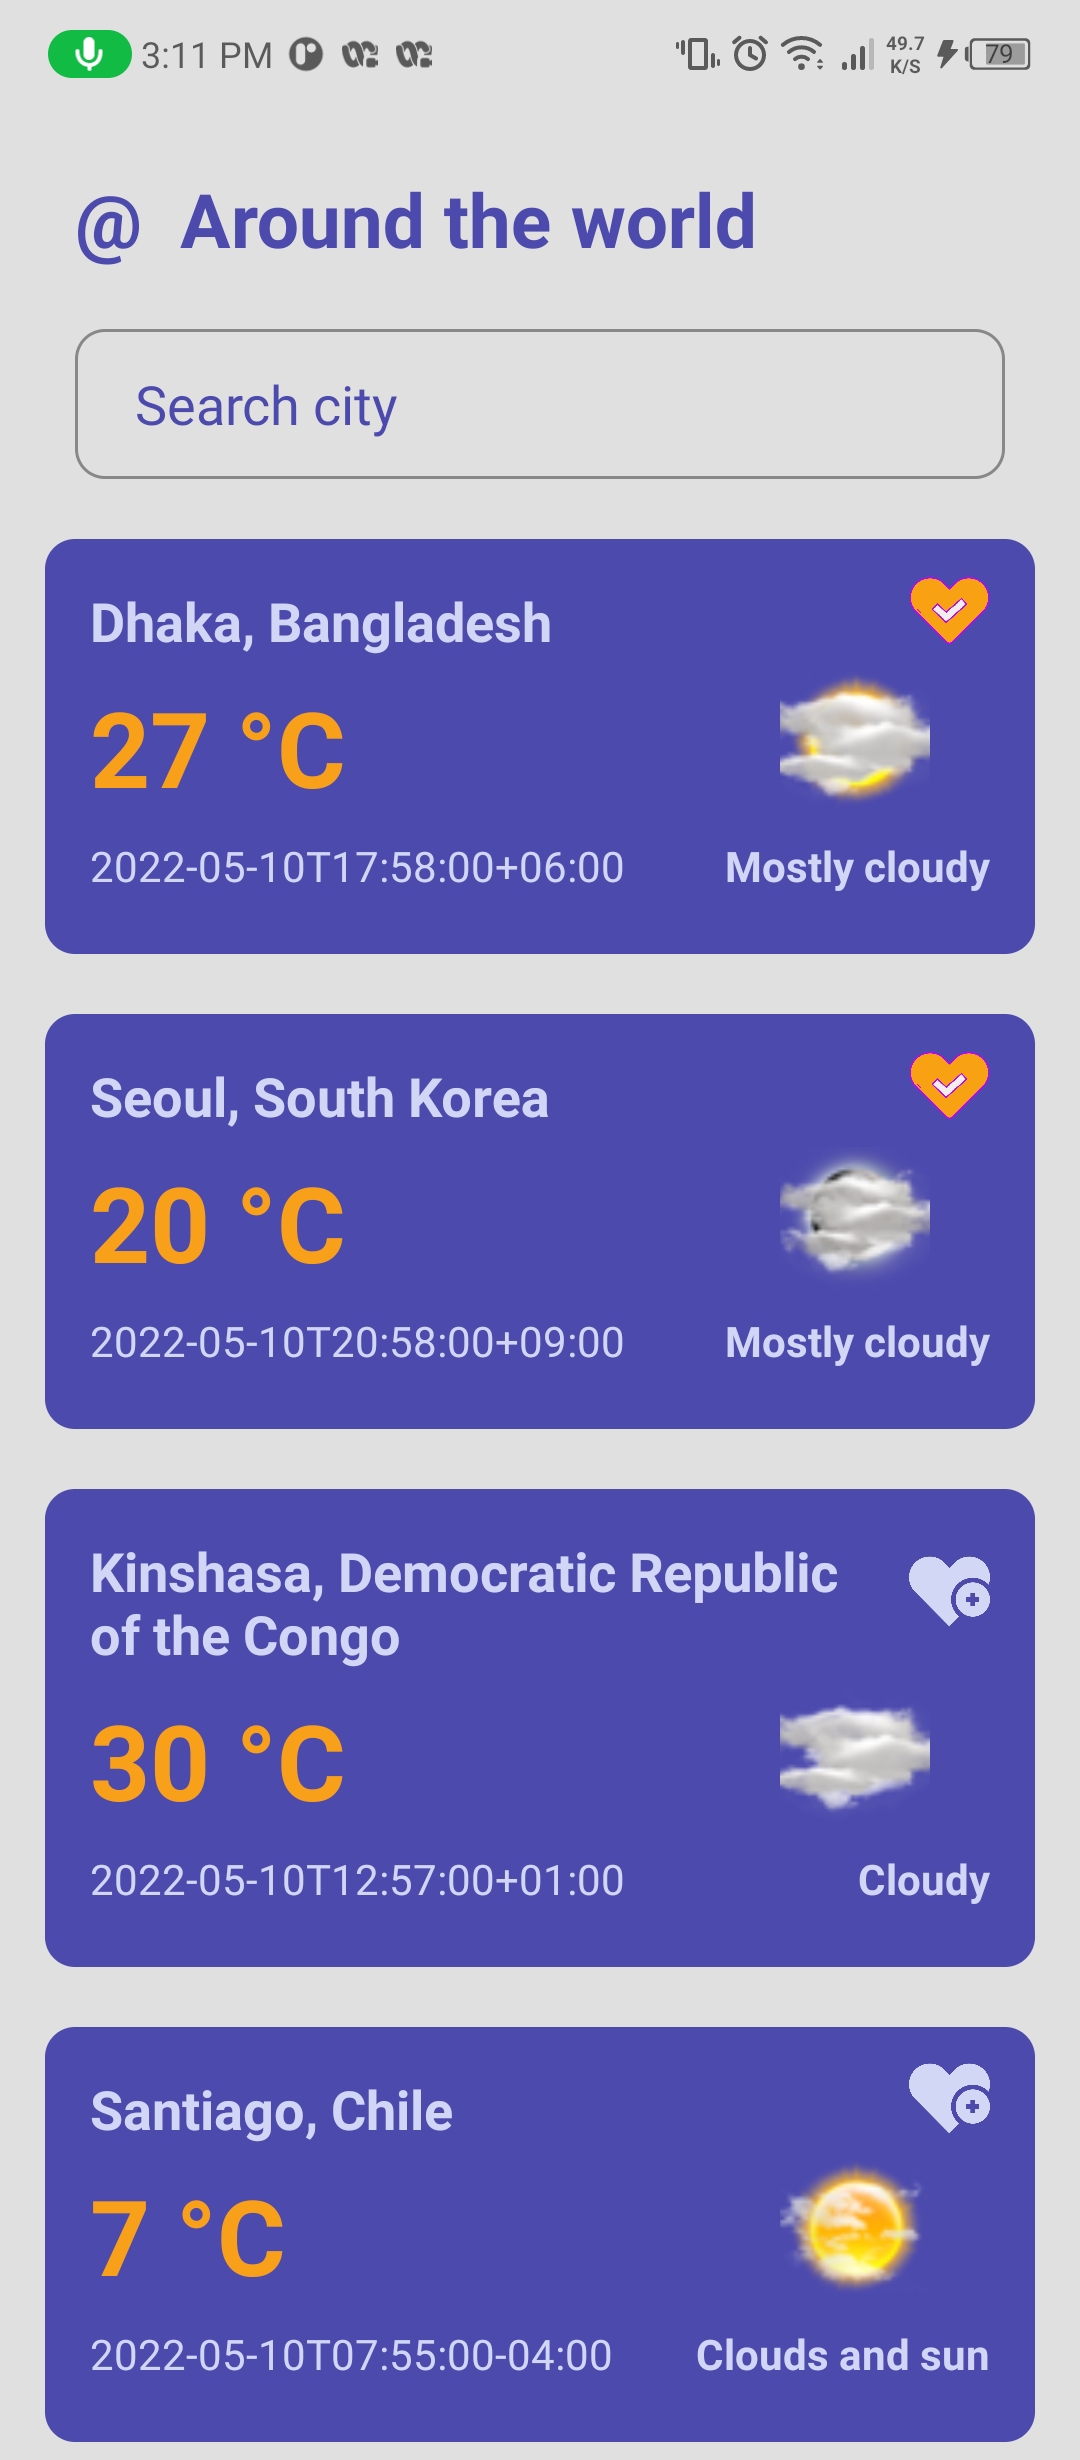 3:11 PM 49.7 K/S 79
@ Around the world
Search city
Dhaka, Bangladesh
27 °C
2022-05-10T17:58:00+06:00 Mostly cloudy
Seoul, South Korea
20 °C
2022-05-10T20:58:00+09:00 Mostly cloudy
Kinshasa, Democratic Republic
of the Congo
30 °C
2022-05-10T12:57:00+01:00 Cloudy
Santiago, Chile
7 °C
2022-05-10T07:55:00-04:00 Clouds and sun